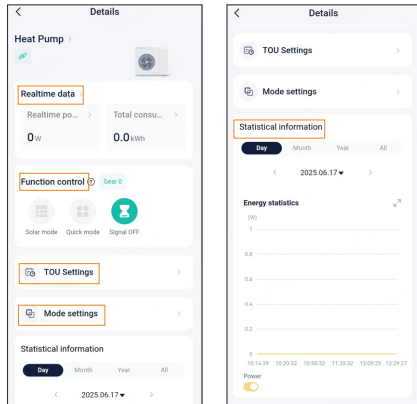 Details
Heat Pump
Realtime data
Realtime po... Total consu...
0 W 0.0 kWh
Function control Gear 0
Solar mode Quick mode Signal OFF
TOU Settings
Mode settings
Statistical information
Day Month Year All
2025.06.17
Details
TOU Settings
Mode settings
Statistical information
Day Month Year All
2025.06.17
Energy statistics
(W)
1
0.8
0.6
0.4
0.2
0
10:14:39 10:20:32 10:50:32 11:20:32 13:09:25 13:29:27
Power